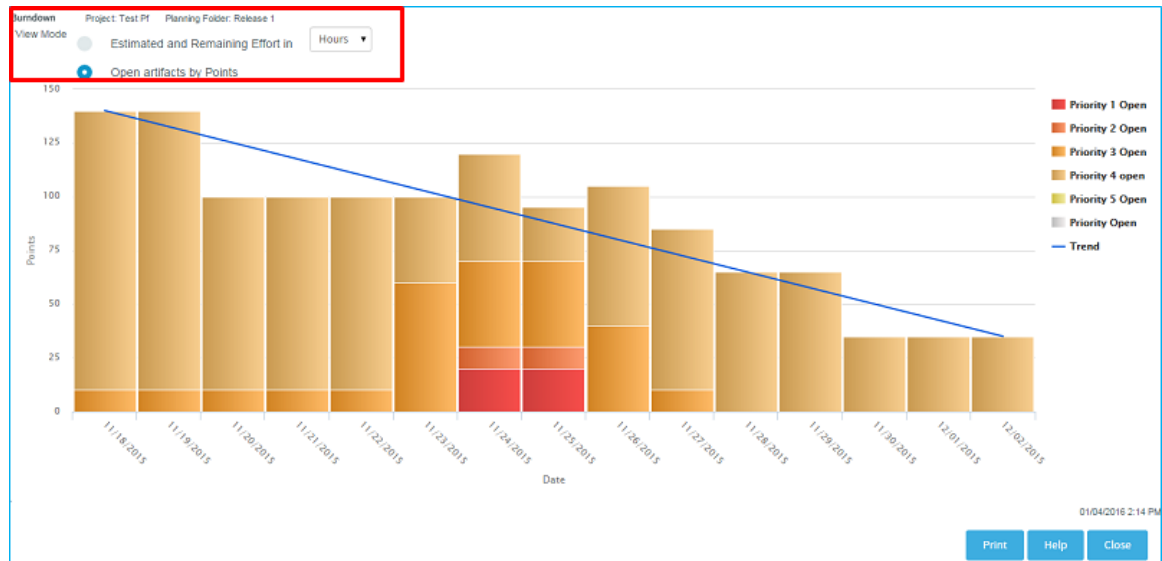 Burndown Project: Test Pf Planning Folder: Release 1
View Mode
Estimated and Remaining Effort in Hours
Open artifacts by Points
150
125
100
75
50
25
0
Points
11/18/2015
11/19/2015
11/20/2015
11/21/2015
11/22/2015
11/23/2015
11/24/2015
11/25/2015
11/26/2015
11/27/2015
11/28/2015
11/29/2015
11/30/2015
12/01/2015
12/02/2015
Date
Priority 1 Open
Priority 2 Open
Priority 3 Open
Priority 4 open
Priority 5 Open
Priority Open
Trend
01/04/2016 2:14 PM
Print Help Close